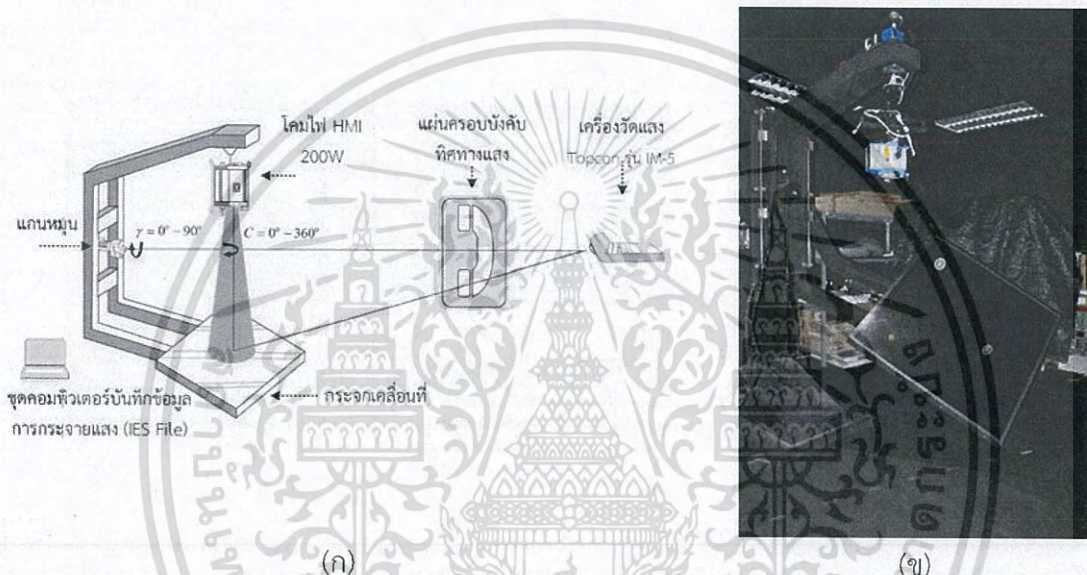 โคมไฟ HMI
200W
แผ่นครอบบังคับ
ทิศทางแสง
เครื่องวัดแสง
Topcon รุ่น IM-5
แกนหมุน
γ = 0° − 90°
C = 0° − 360°
กระจกเคลื่อนที่
ชุดคอมพิวเตอร์บันทึกข้อมูล
การกระจายแสง (IES File)
(ก)
(ข)